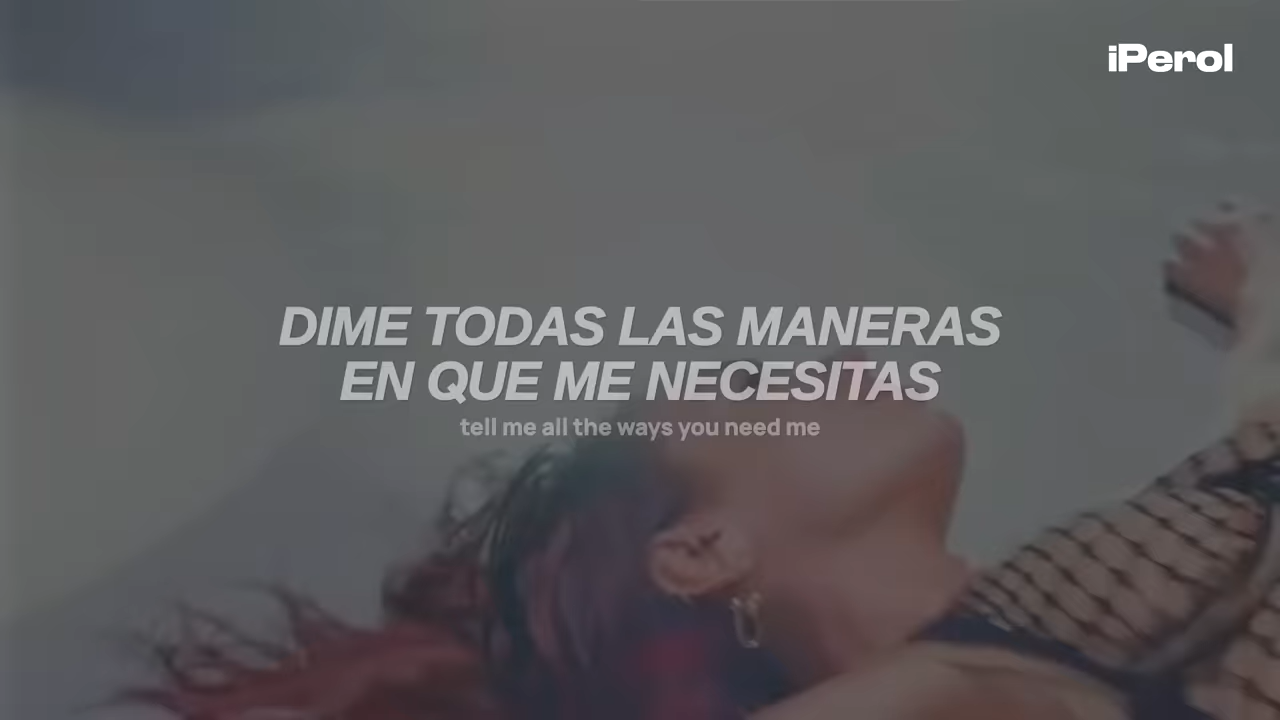 iPerol
DIME TODAS LAS MANERAS
EN QUE ME NECESITAS
tell me all the ways you need me